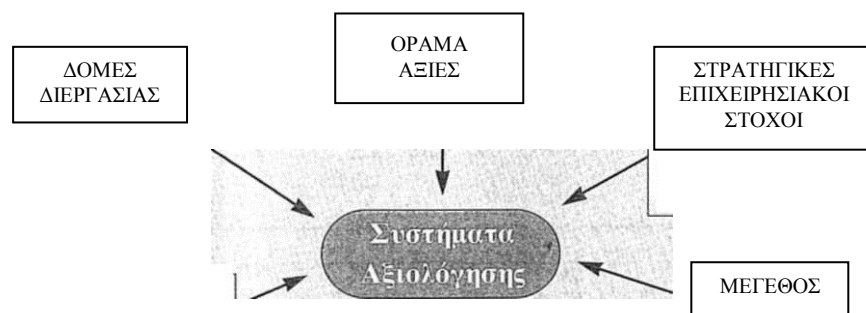 ΔΟΜΕΣ
ΔΙΕΡΓΑΣΙΑΣ
ΟΡΑΜΑ
ΑΞΙΕΣ
ΣΤΡΑΤΗΓΙΚΕΣ
ΕΠΙΧΕΙΡΗΣΙΑΚΟΙ
ΣΤΟΧΟΙ
Συστήματα
Αξιολόγησης
ΜΕΓΕΘΟΣ